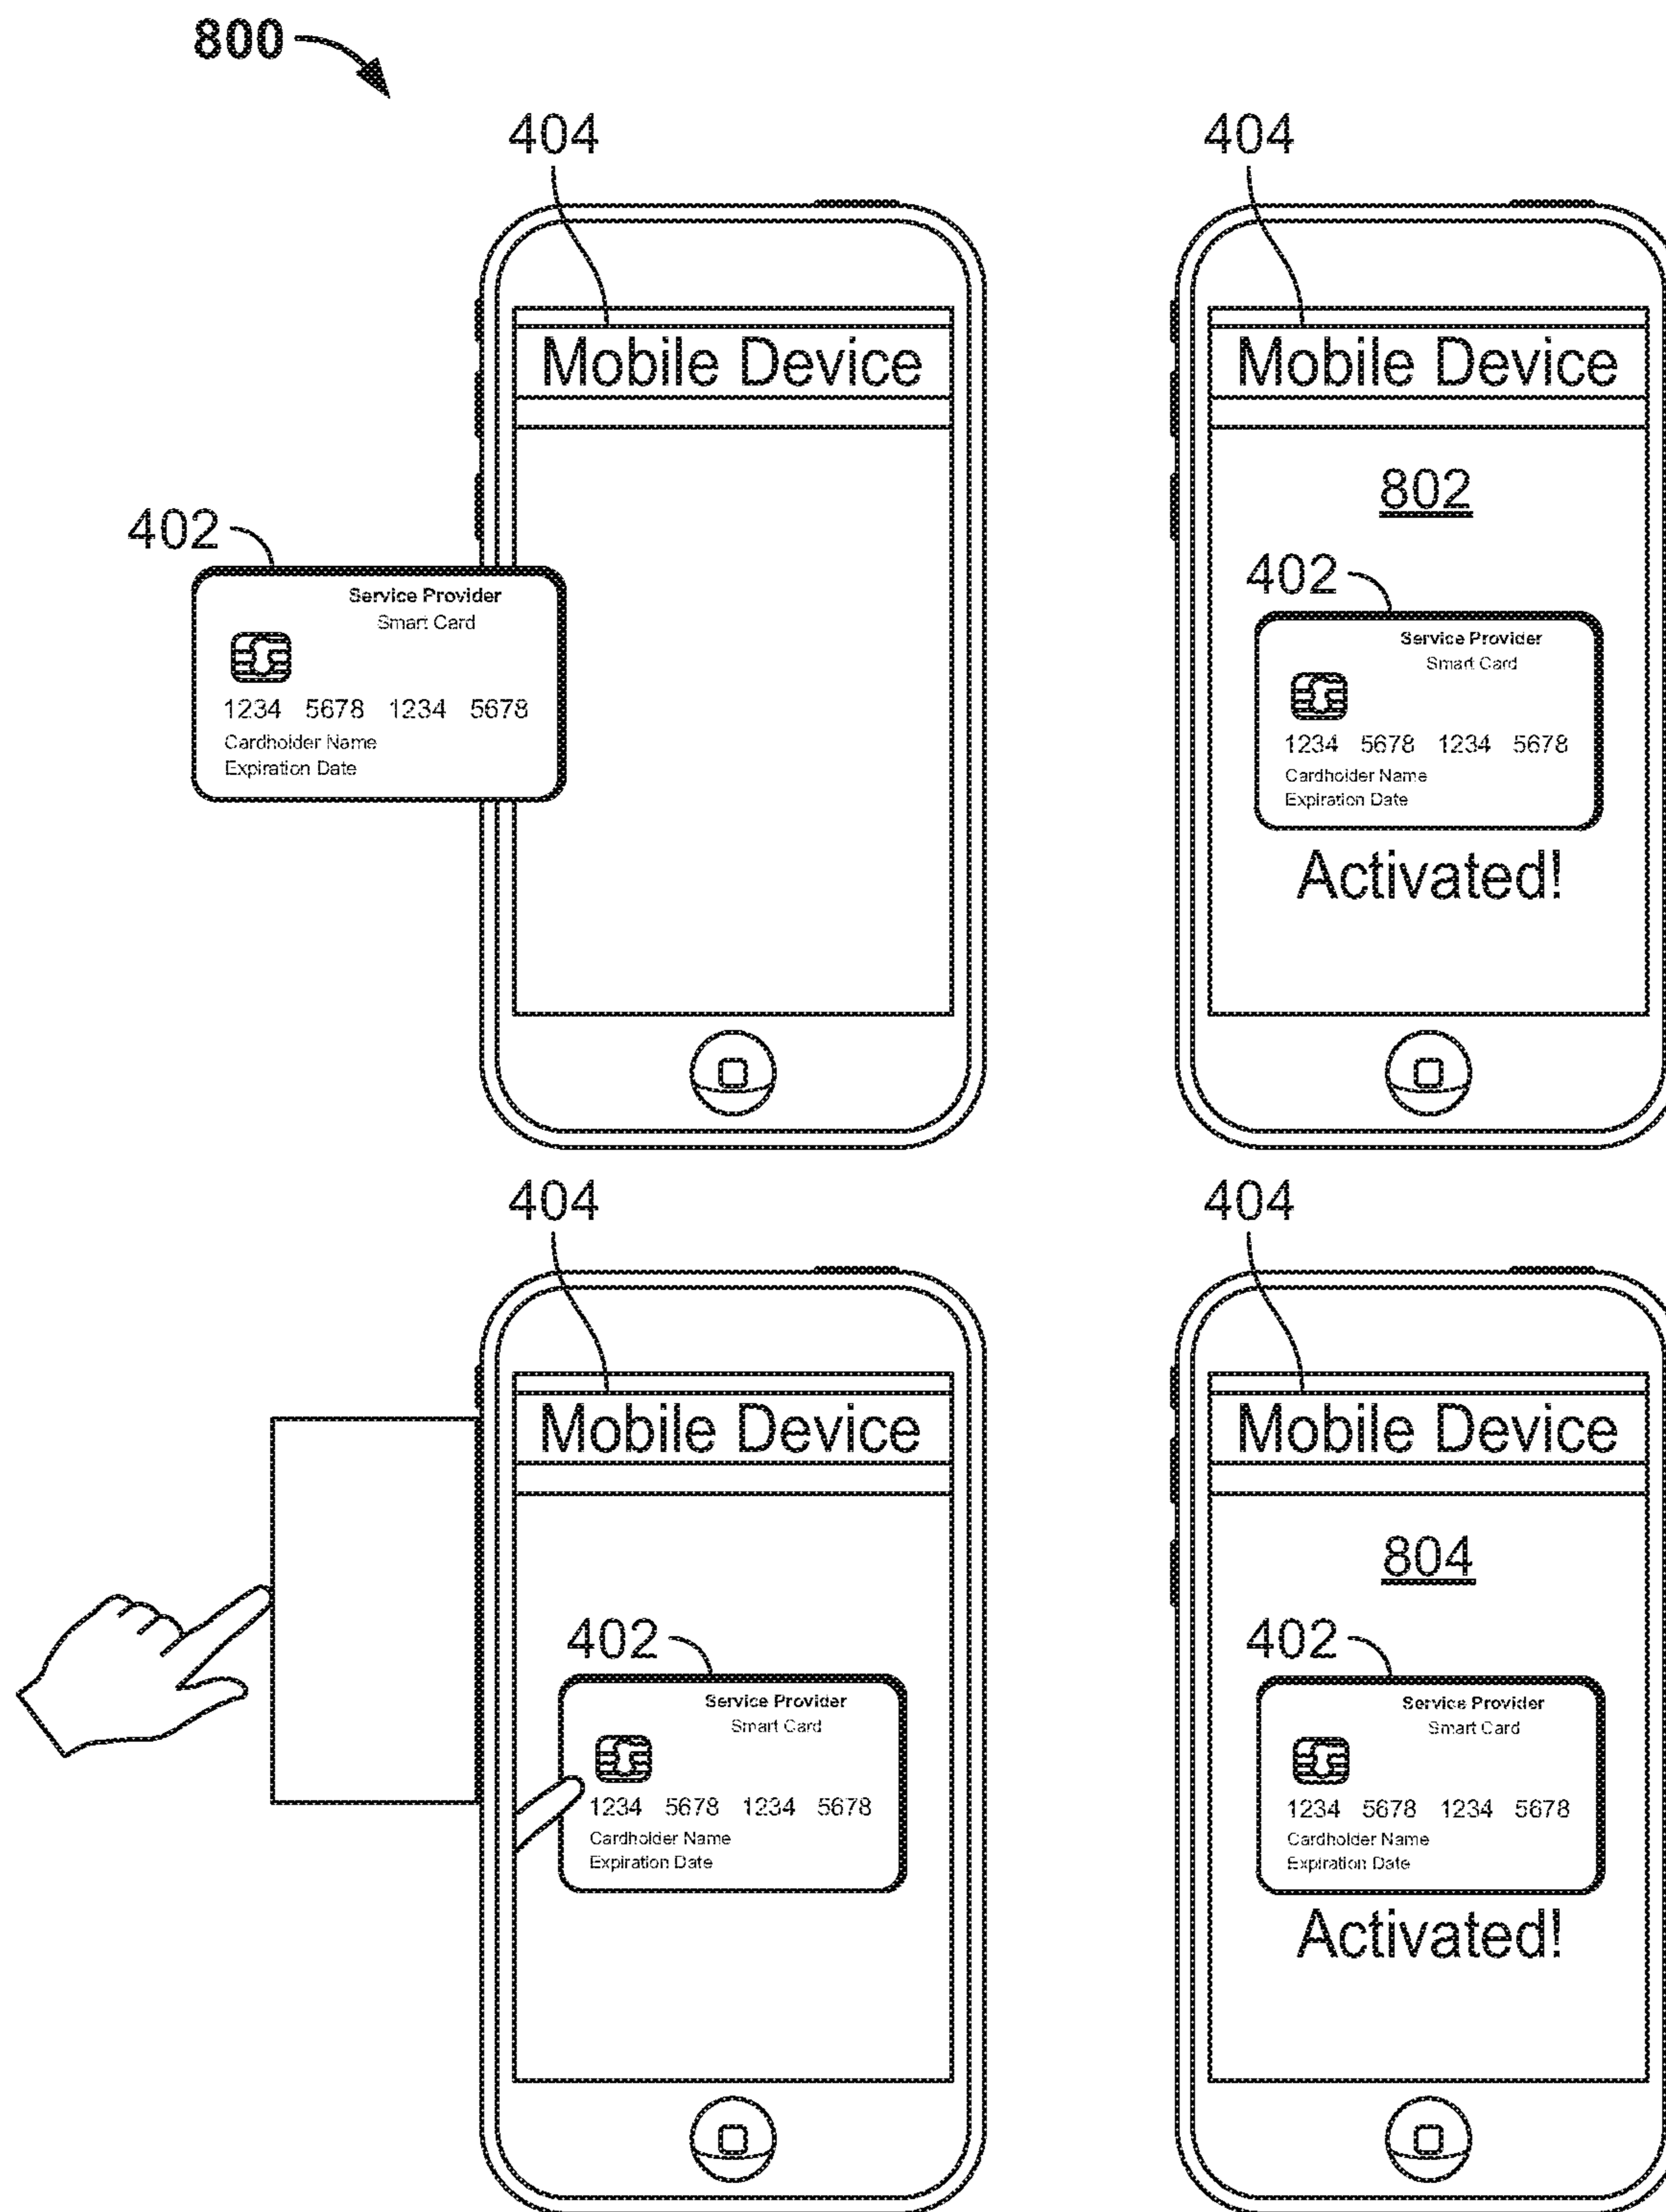 800
404
Mobile Device
402
Service Provider
Smart Card
1234 5678 1234 5678
Cardholder Name
Expiration Date
404
Mobile Device
802
402
Service Provider
Smart Card
1234 5678 1234 5678
Cardholder Name
Expiration Date
Activated!
404
Mobile Device
402
Service Provider
Smart Card
1234 5678 1234 5678
Cardholder Name
Expiration Date
404
Mobile Device
804
402
Service Provider
Smart Card
1234 5678 1234 5678
Cardholder Name
Expiration Date
Activated!